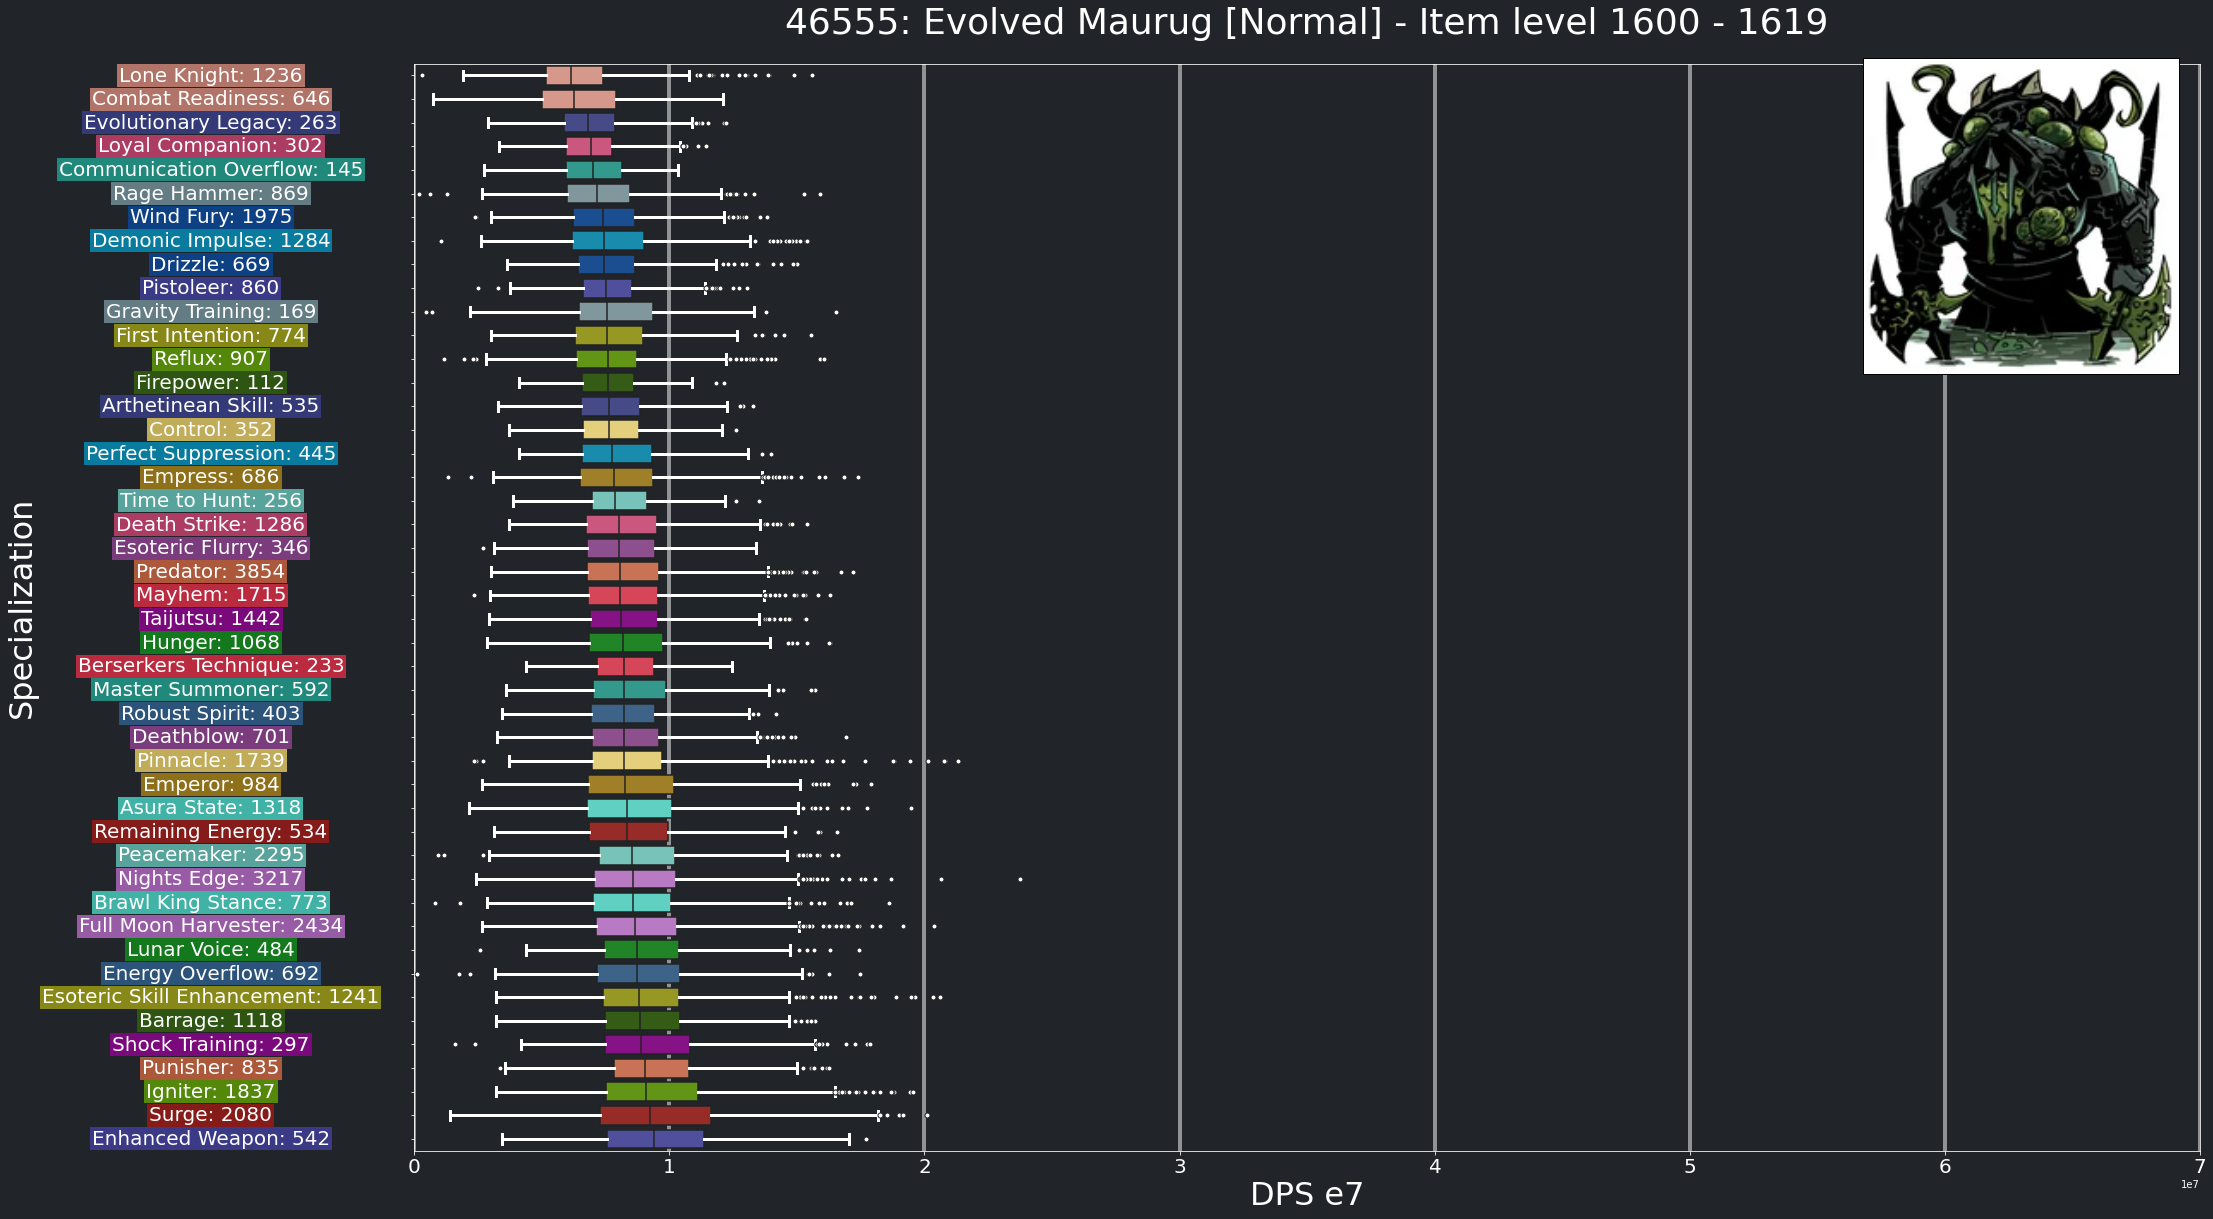 46555: Evolved Maurug [Normal] - Item level 1600 - 1619
Specialization
Lone Knight: 1236
Combat Readiness: 646
Evolutionary Legacy: 263
Loyal Companion: 302
Communication Overflow: 145
Rage Hammer: 869
Wind Fury: 1975
Demonic Impulse: 1284
Drizzle: 669
Pistoleer: 860
Gravity Training: 169
First Intention: 774
Reflux: 907
Firepower: 112
Arthetinean Skill: 535
Control: 352
Perfect Suppression: 445
Empress: 686
Time to Hunt: 256
Death Strike: 1286
Esoteric Flurry: 346
Predator: 3854
Mayhem: 1715
Taijutsu: 1442
Hunger: 1068
Berserkers Technique: 233
Master Summoner: 592
Robust Spirit: 403
Deathblow: 701
Pinnacle: 1739
Emperor: 984
Asura State: 1318
Remaining Energy: 534
Peacemaker: 2295
Nights Edge: 3217
Brawl King Stance: 773
Full Moon Harvester: 2434
Lunar Voice: 484
Energy Overflow: 692
Esoteric Skill Enhancement: 1241
Barrage: 1118
Shock Training: 297
Punisher: 835
Igniter: 1837
Surge: 2080
Enhanced Weapon: 542
0 1 2 3 4 5 6 7
1e7
DPS e7